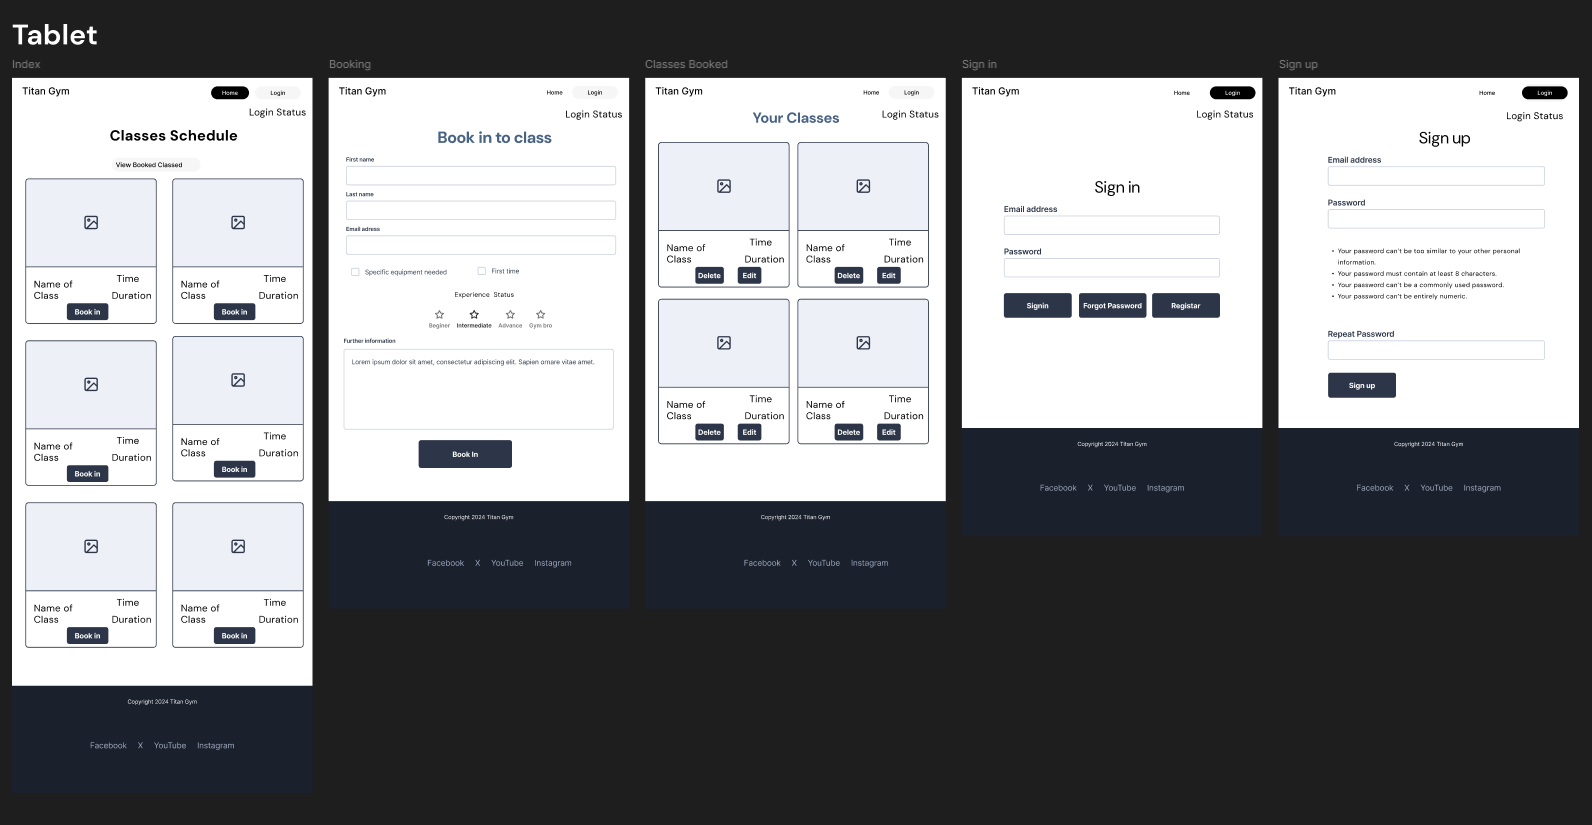 Tablet
Index
Titan Gym
Home
Login
Login Status
Classes Schedule
View Booked Classed
Name of
Class
Time
Duration
Book in
Name of
Class
Time
Duration
Book in
Name of
Class
Time
Duration
Book in
Name of
Class
Time
Duration
Book in
Name of
Class
Time
Duration
Book in
Name of
Class
Time
Duration
Book in
Copyright 2024 Titan Gym
Facebook X YouTube Instagram
Booking
Titan Gym
Home
Login
Login Status
Book in to class
First name
Last name
Email adress
Specific equipment needed
First time
Experience Status
Beginer
Intermediate
Advance
Gym bro
Further information
Lorem ipsum dolor sit amet, consectetur adipiscing elit. Sapien ornare vitae amet.
Book In
Copyright 2024 Titan Gym
Facebook X YouTube Instagram
Classes Booked
Titan Gym
Home
Login
Login Status
Your Classes
Name of
Class
Time
Duration
Delete
Edit
Name of
Class
Time
Duration
Delete
Edit
Name of
Class
Time
Duration
Delete
Edit
Name of
Class
Time
Duration
Delete
Edit
Copyright 2024 Titan Gym
Facebook X YouTube Instagram
Sign in
Titan Gym
Home
Login
Login Status
Sign in
Email address
Password
Signin
Forgot Password
Registar
Copyright 2024 Titan Gym
Facebook X YouTube Instagram
Sign up
Titan Gym
Home
Login
Login Status
Sign up
Email address
Password
• Your password can't be too similar to your other personal
information.
• Your password must contain at least 8 characters.
• Your password can't be a commonly used password.
• Your password can't be entirely numeric.
Repeat Password
Sign up
Copyright 2024 Titan Gym
Facebook X YouTube Instagram